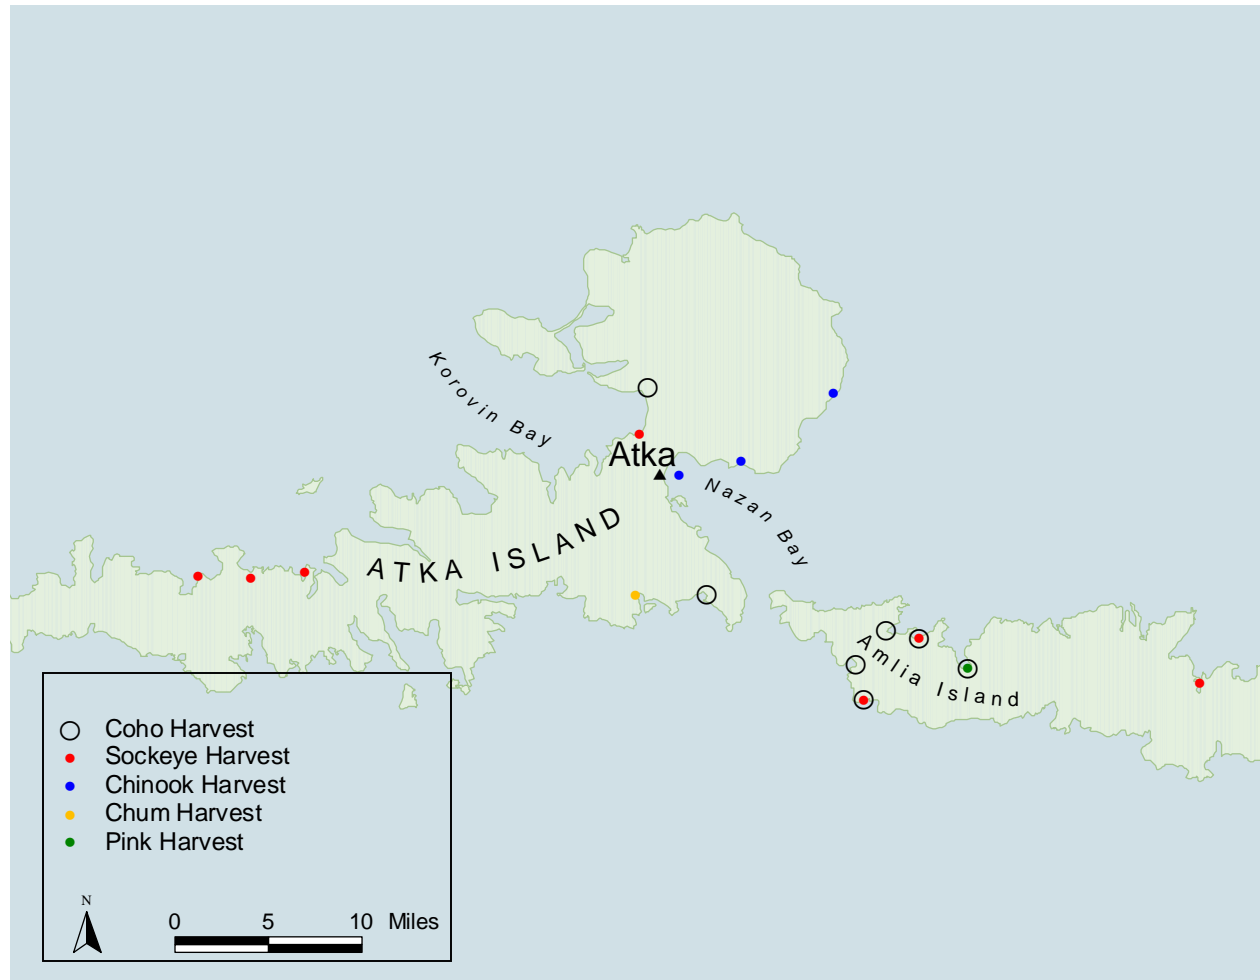 Korovin Bay
Atka
Nazan Bay
ATKA ISLAND
Amlia Island
Coho Harvest
Sockeye Harvest
Chinook Harvest
Chum Harvest
Pink Harvest
N
0 5 10 Miles